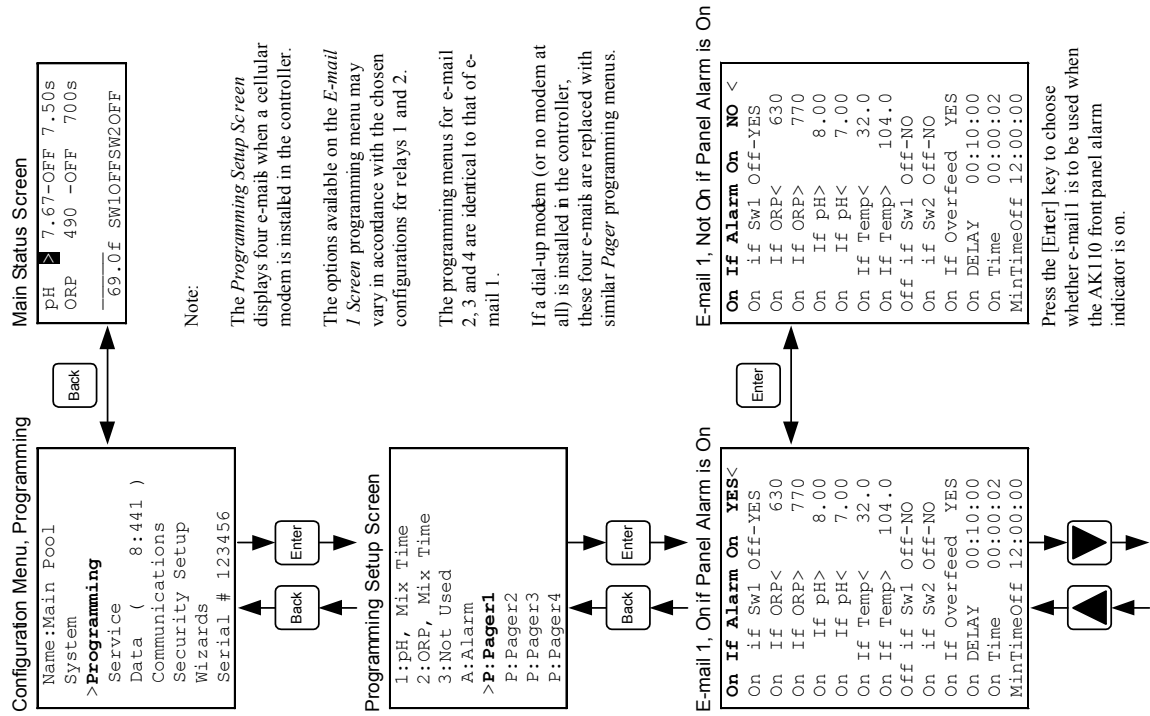 Configuration Menu, Programming
Name:Main Pool
System
>Programming
Service
Data ( 8:441 )
Communications
Security Setup
Wizards
Serial # 123456
Back
Main Status Screen
pH > 7.67-OFF 7.50s
ORP 490 -OFF 700s
69.0f SW1OFFSW2OFF
Back
Enter
Note:
The Programming Setup Screen
displays four e-mails when a cellular
modem is installed in the controller.
The options available on the E-mail
1 Screen programming menu may
vary in accordance with the chosen
configurations for relays 1 and 2.
The programming menus for e-mail
2, 3 and 4 are identical to that of e-
mail 1.
If a dial-up modem (or no modem at
all) is installed in the controller,
these four e-mails are replaced with
similar Pager programming menus.
Programming Setup Screen
1:pH, Mix Time
2:ORP, Mix Time
3:Not Used
A:Alarm
>P:Pager1
P:Pager2
P:Pager3
P:Pager4
Back
Enter
E-mail 1, On if Panel Alarm is On
On If Alarm On YES<
On if Sw1 Off-YES
On If ORP< 630
On If ORP> 770
On If pH> 8.00
On If pH< 7.00
On If Temp< 32.0
On If Temp> 104.0
Off if Sw1 Off-NO
On if Sw2 Off-NO
On If Overfeed YES
On DELAY 00:10:00
On Time 00:00:02
MinTimeOff 12:00:00
Enter
E-mail 1, Not On if Panel Alarm is On
On If Alarm On NO <
On if Sw1 Off-YES
On If ORP< 630
On If ORP> 770
On If pH> 8.00
On If pH< 7.00
On If Temp< 32.0
On If Temp> 104.0
Off if Sw1 Off-NO
On if Sw2 Off-NO
On If Overfeed YES
On DELAY 00:10:00
On Time 00:00:02
MinTimeOff 12:00:00
Press the [Enter] key to choose
whether e-mail 1 is to be used when
the AK110 front panel alarm
indicator is on.